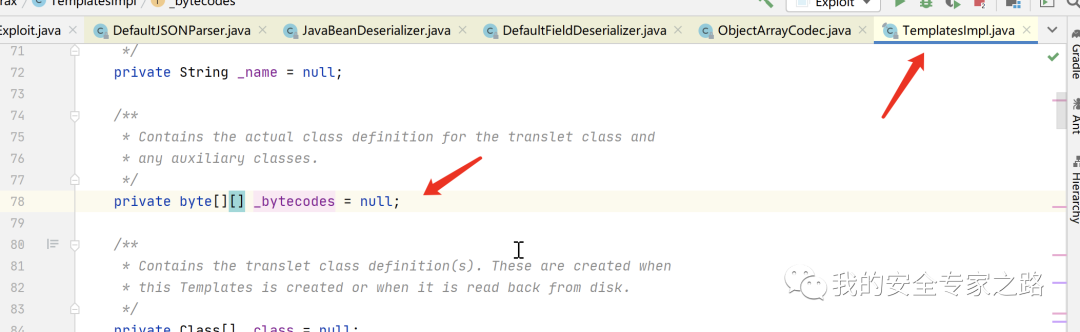 rax
TemplatesImpl
_bytecodes
Exploit
Exploit.java
DefaultJSONParser.java
JavaBeanDeserializer.java
DefaultFieldDeserializer.java
ObjectArrayCodec.java
TemplatesImpl.java
71 */
72 private String _name = null;
73
74 /**
75 * Contains the actual class definition for the translet class and
76 * any auxiliary classes.
77 */
78 private byte[][] _bytecodes = null;
79
80 /**
81 * Contains the translet class definition(s). These are created when
82 * this Templates is created or when it is read back from disk.
83 */
84 private Class[] _class = null;
Gradle
Ant
Hierarchy
我的安全专家之路